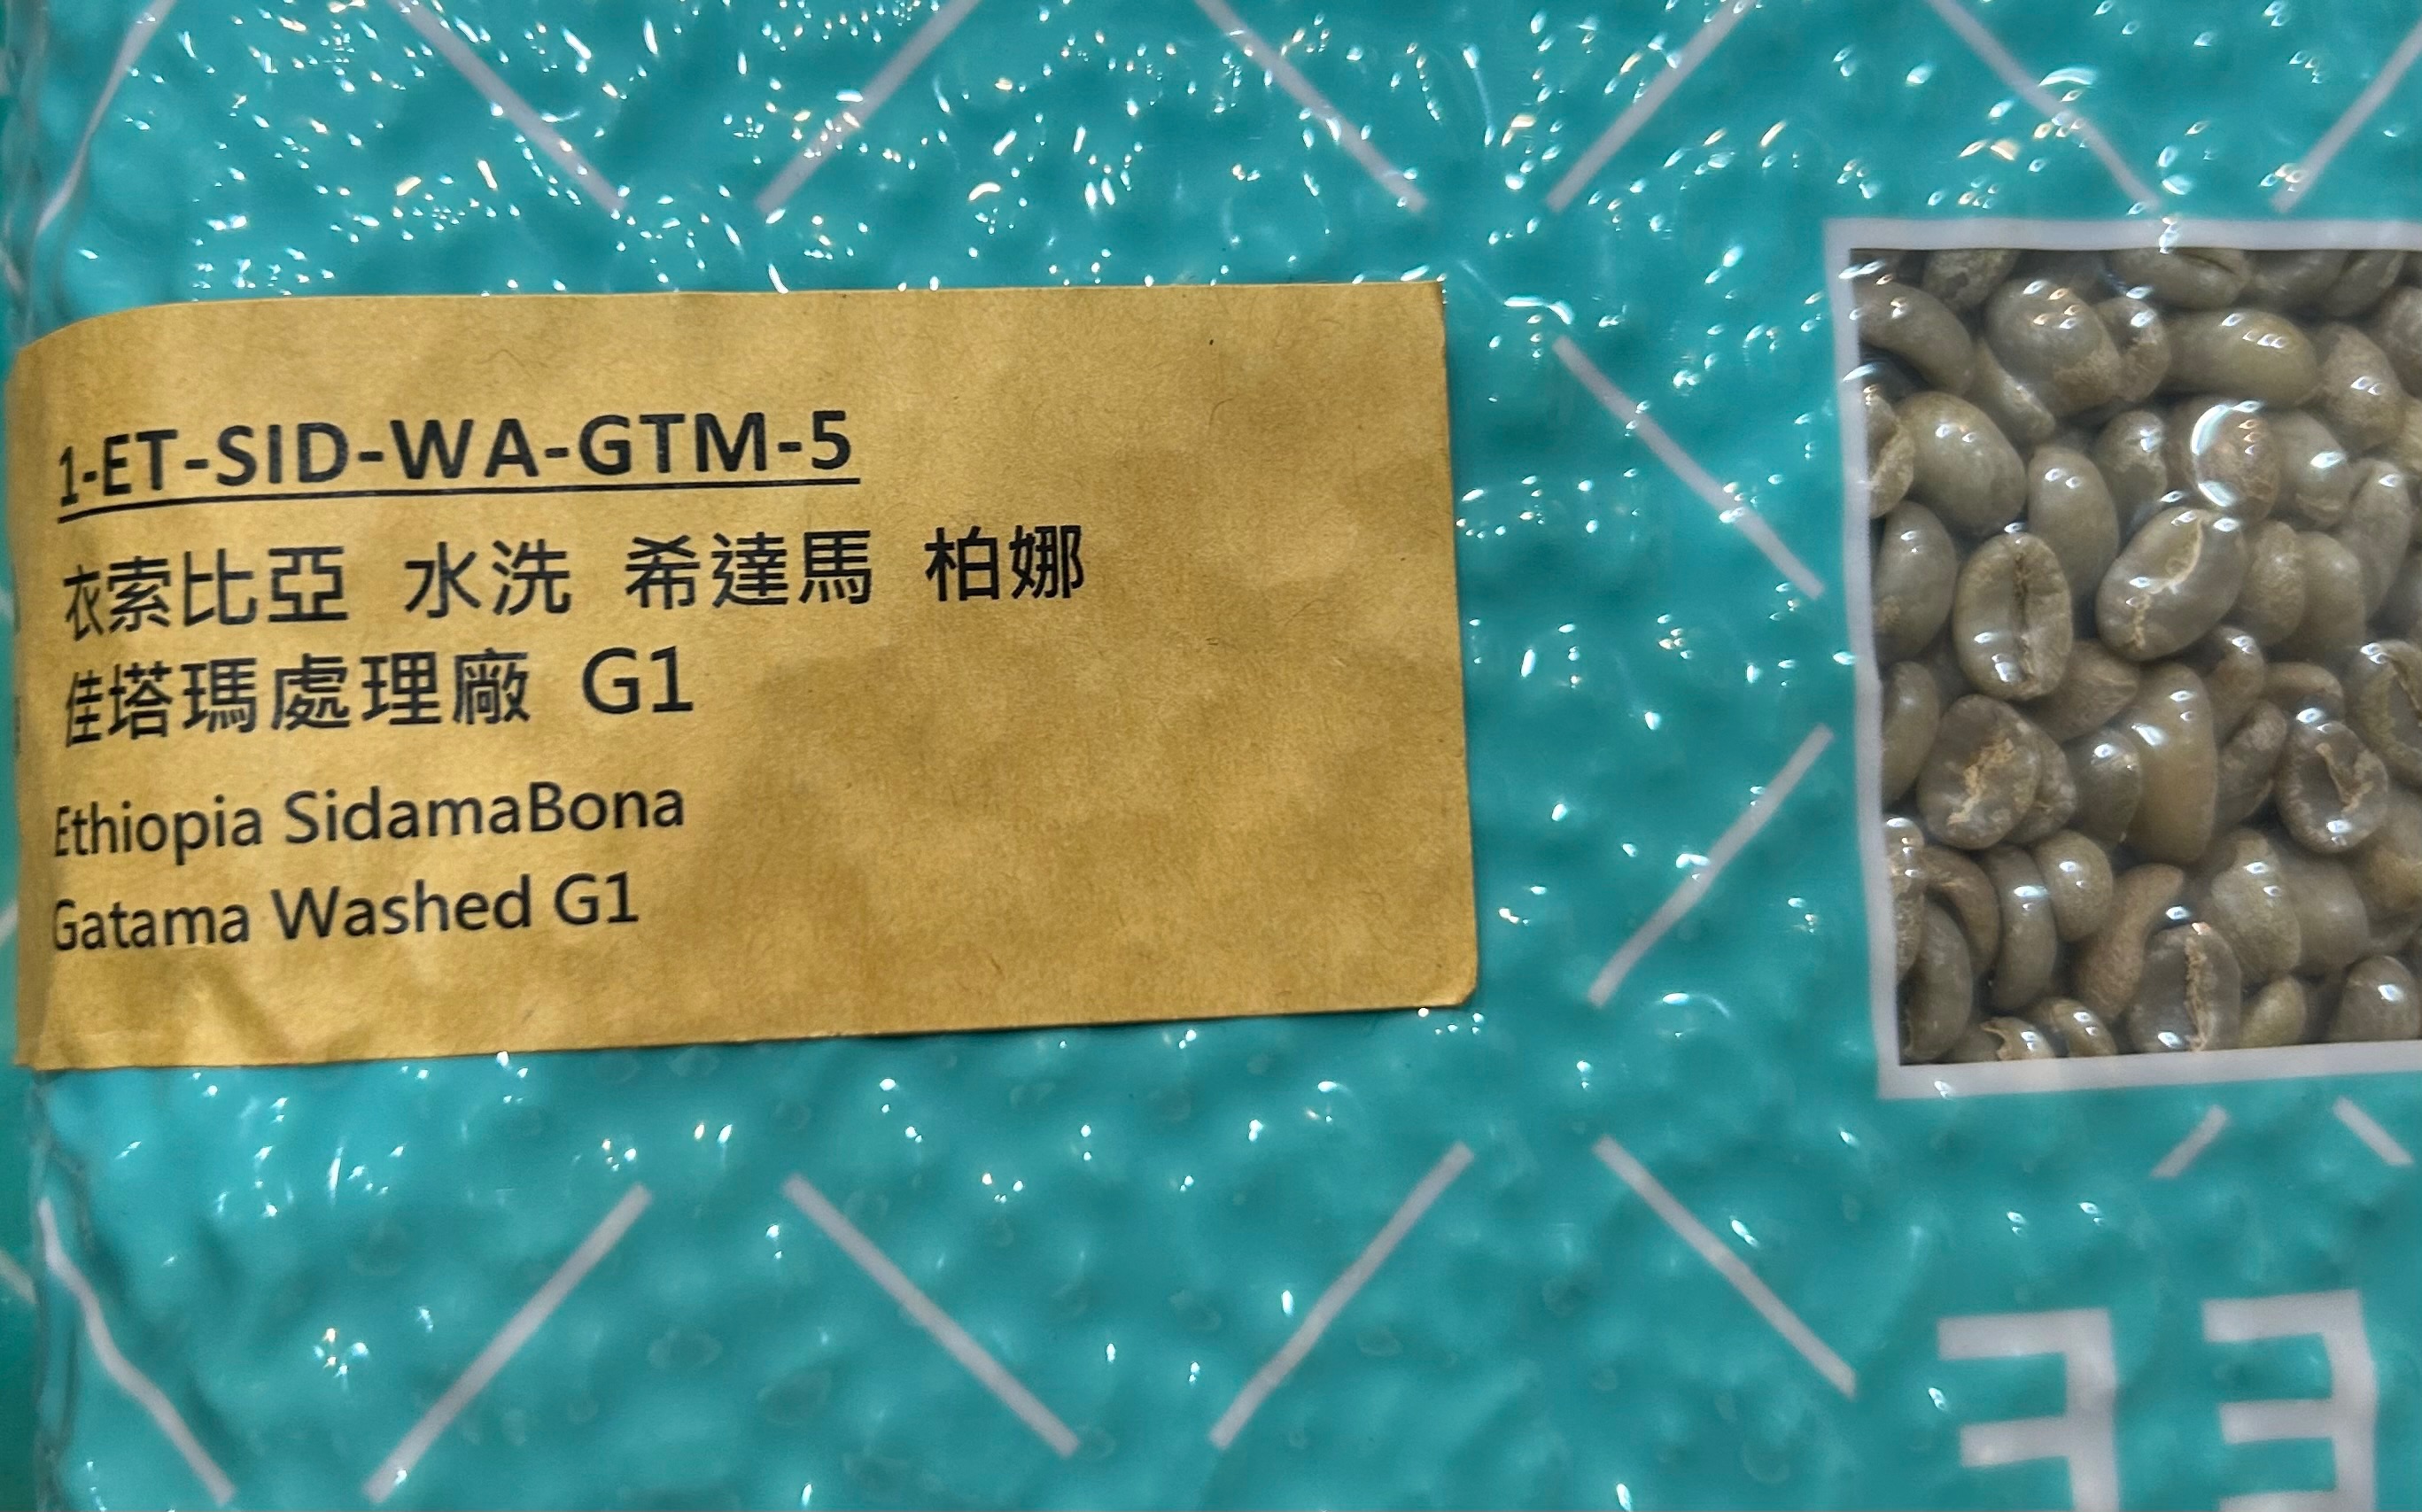 1-ET-SID-WA-GTM-5
衣索比亞 水洗 希達馬 柏娜
佳塔瑪處理廠 G1
Ethiopia SidamaBona
Gatama Washed G1